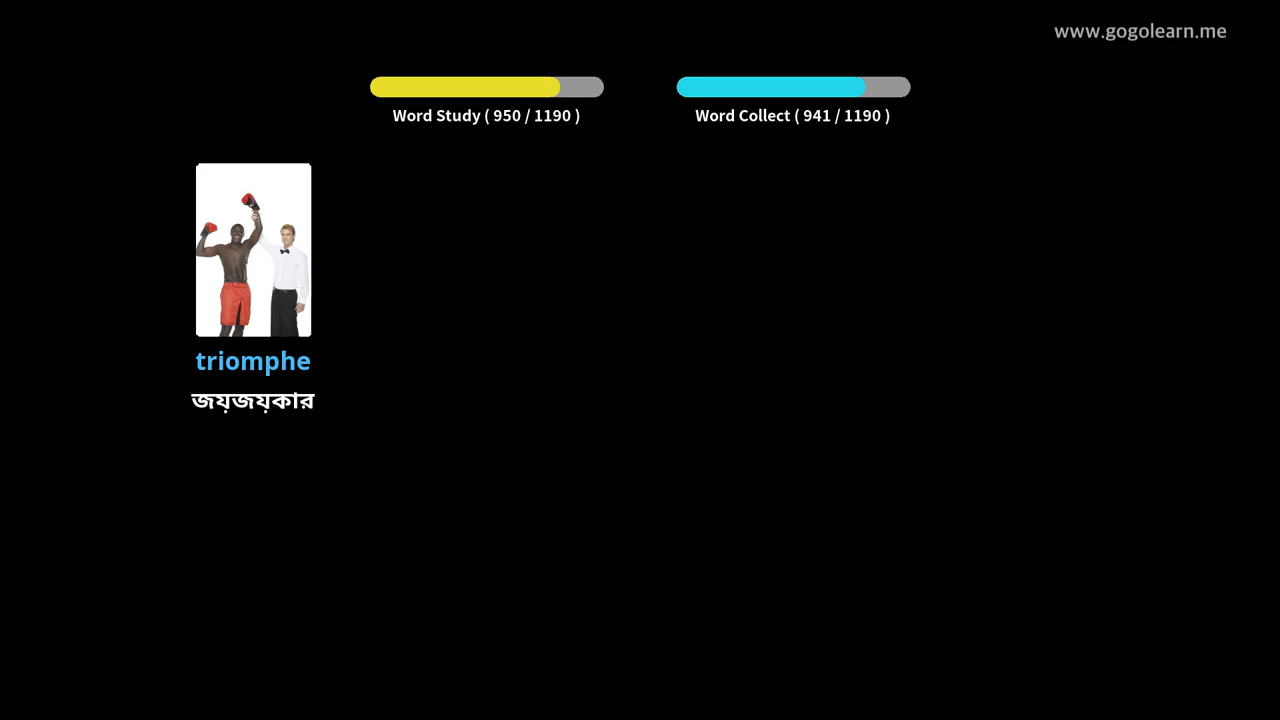 www.gogolearn.me
Word Study ( 950 / 1190 )
Word Collect ( 941 / 1190 )
triomphe
জয়জয়কার